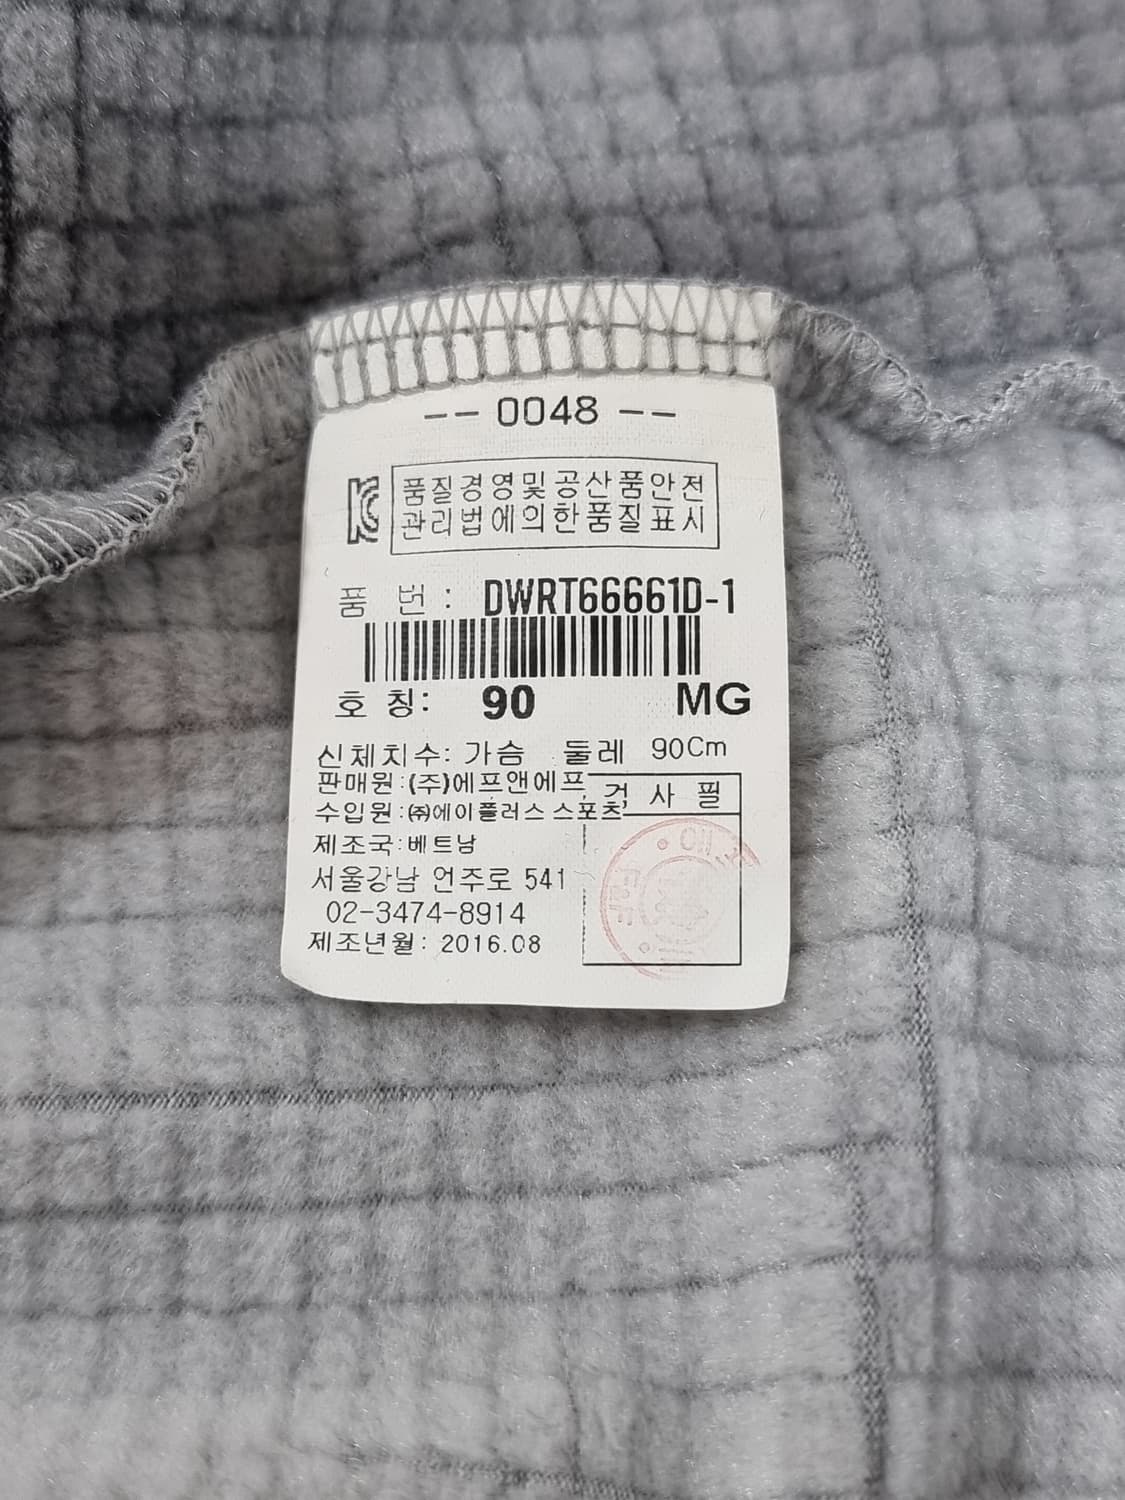 -- 0048 --
품질경영및공산품안전
관리법에의한품질표시
품 번 : DWRT66661D-1
호 칭: 90 MG
신체치수: 가슴 둘레 90Cm
판매원:(주)에프앤에프
검 사 필
수입원:㈜에이플러스 스포츠
제조국:베트남
서울강남 언주로 541
02-3474-8914
제조년월: 2016.08